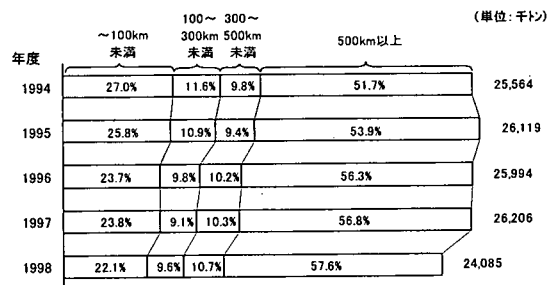 (単位:千トン)
～100km 未満 100～300km 未満 300～500km 未満 500km以上
年度
1994 27.0% 11.6% 9.8% 51.7% 25,564
1995 25.8% 10.9% 9.4% 53.9% 26,119
1996 23.7% 9.8% 10.2% 56.3% 25,994
1997 23.8% 9.1% 10.3% 56.8% 26,206
1998 22.1% 9.6% 10.7% 57.6% 24,085